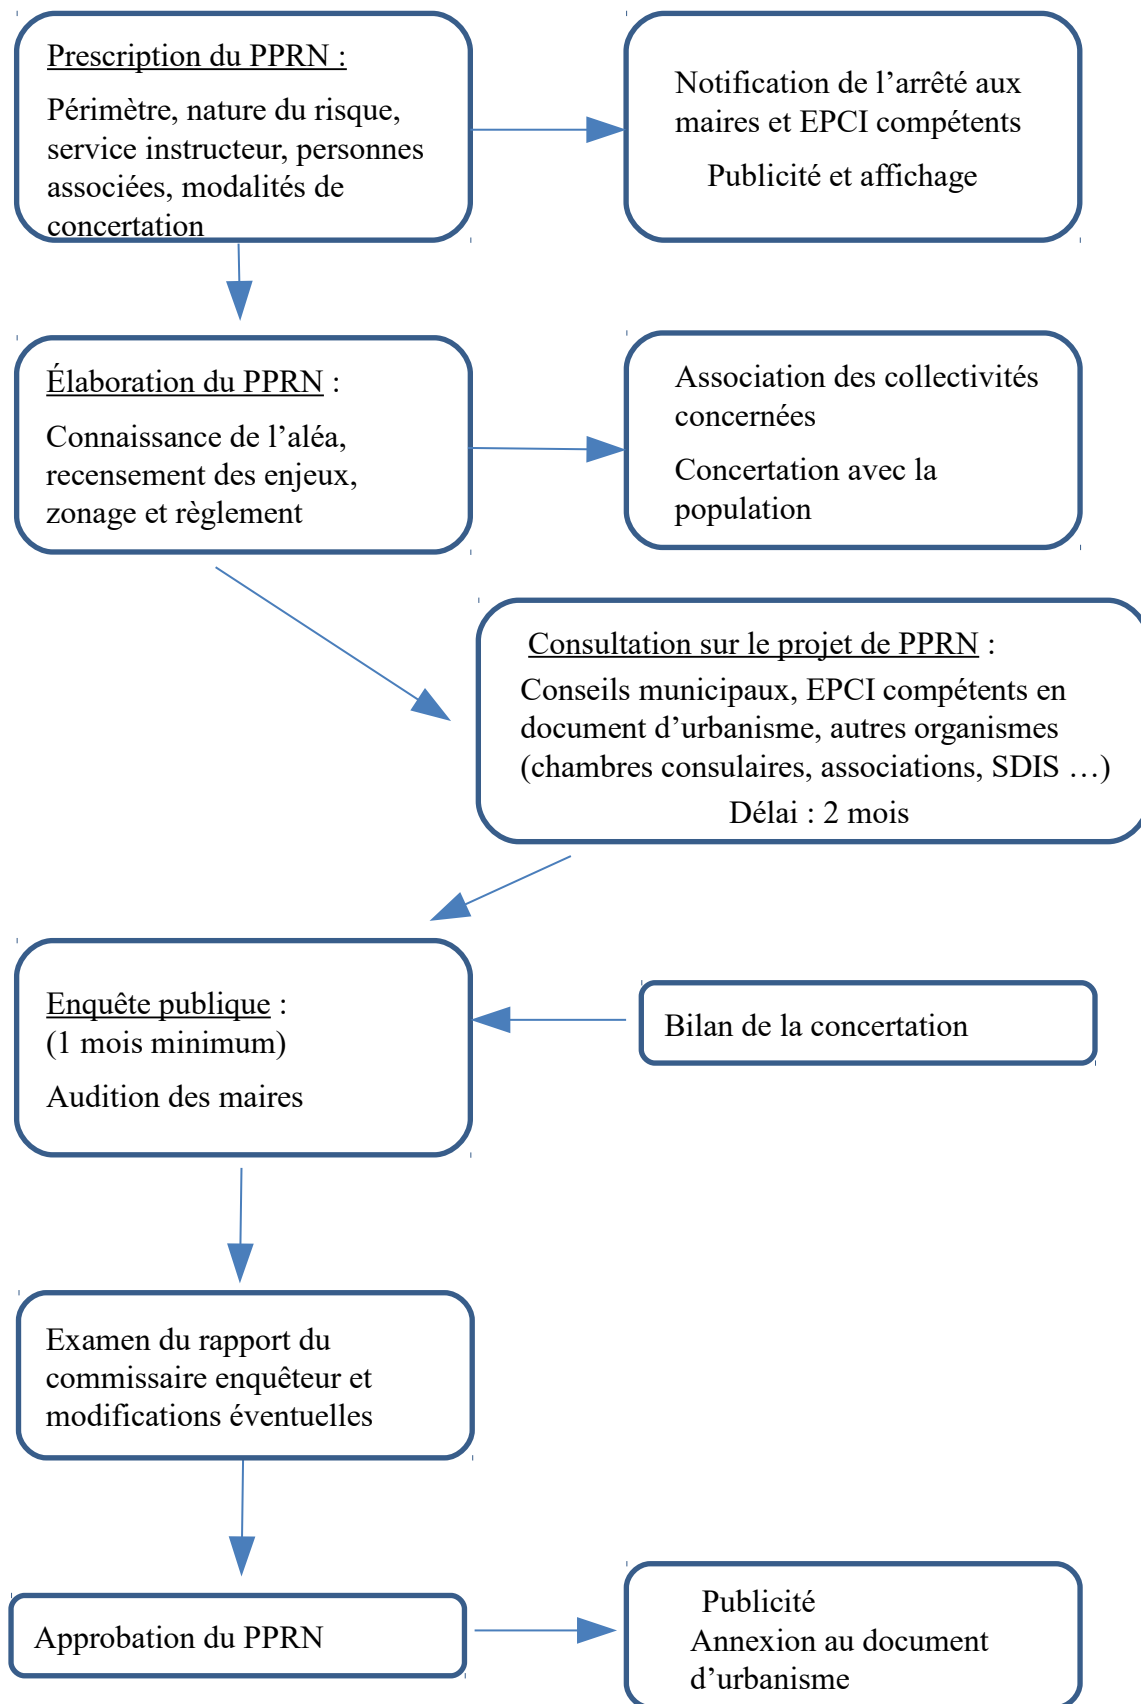 Prescription du PPRN :
Périmètre, nature du risque,
service instructeur, personnes
associées, modalités de
concertation
Notification de l’arrêté aux
maires et EPCI compétents
Publicité et affichage
Élaboration du PPRN :
Connaissance de l’aléa,
recensement des enjeux,
zonage et règlement
Association des collectivités
concernées
Concertation avec la
population
Consultation sur le projet de PPRN :
Conseils municipaux, EPCI compétents en
document d’urbanisme, autres organismes
(chambres consulaires, associations, SDIS …)
Délai : 2 mois
Enquête publique :
(1 mois minimum)
Audition des maires
Bilan de la concertation
Examen du rapport du
commissaire enquêteur et
modifications éventuelles
Approbation du PPRN
Publicité
Annexion au document
d’urbanisme